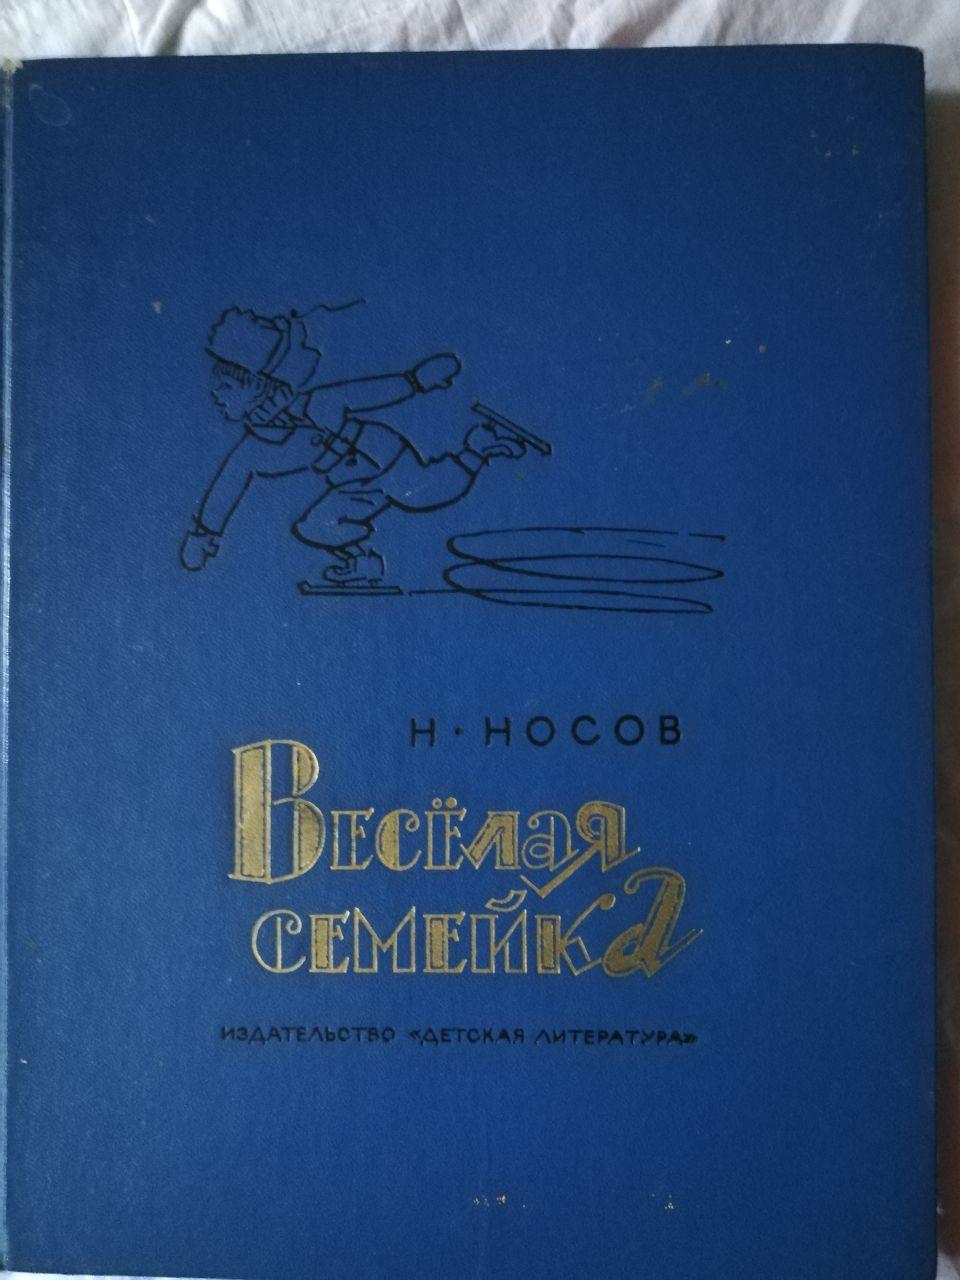 Н · НОСОВ
ВЕСЁЛАЯ
СЕМЕЙКА
ИЗДАТЕЛЬСТВО «ДЕТСКАЯ ЛИТЕРАТУРА»